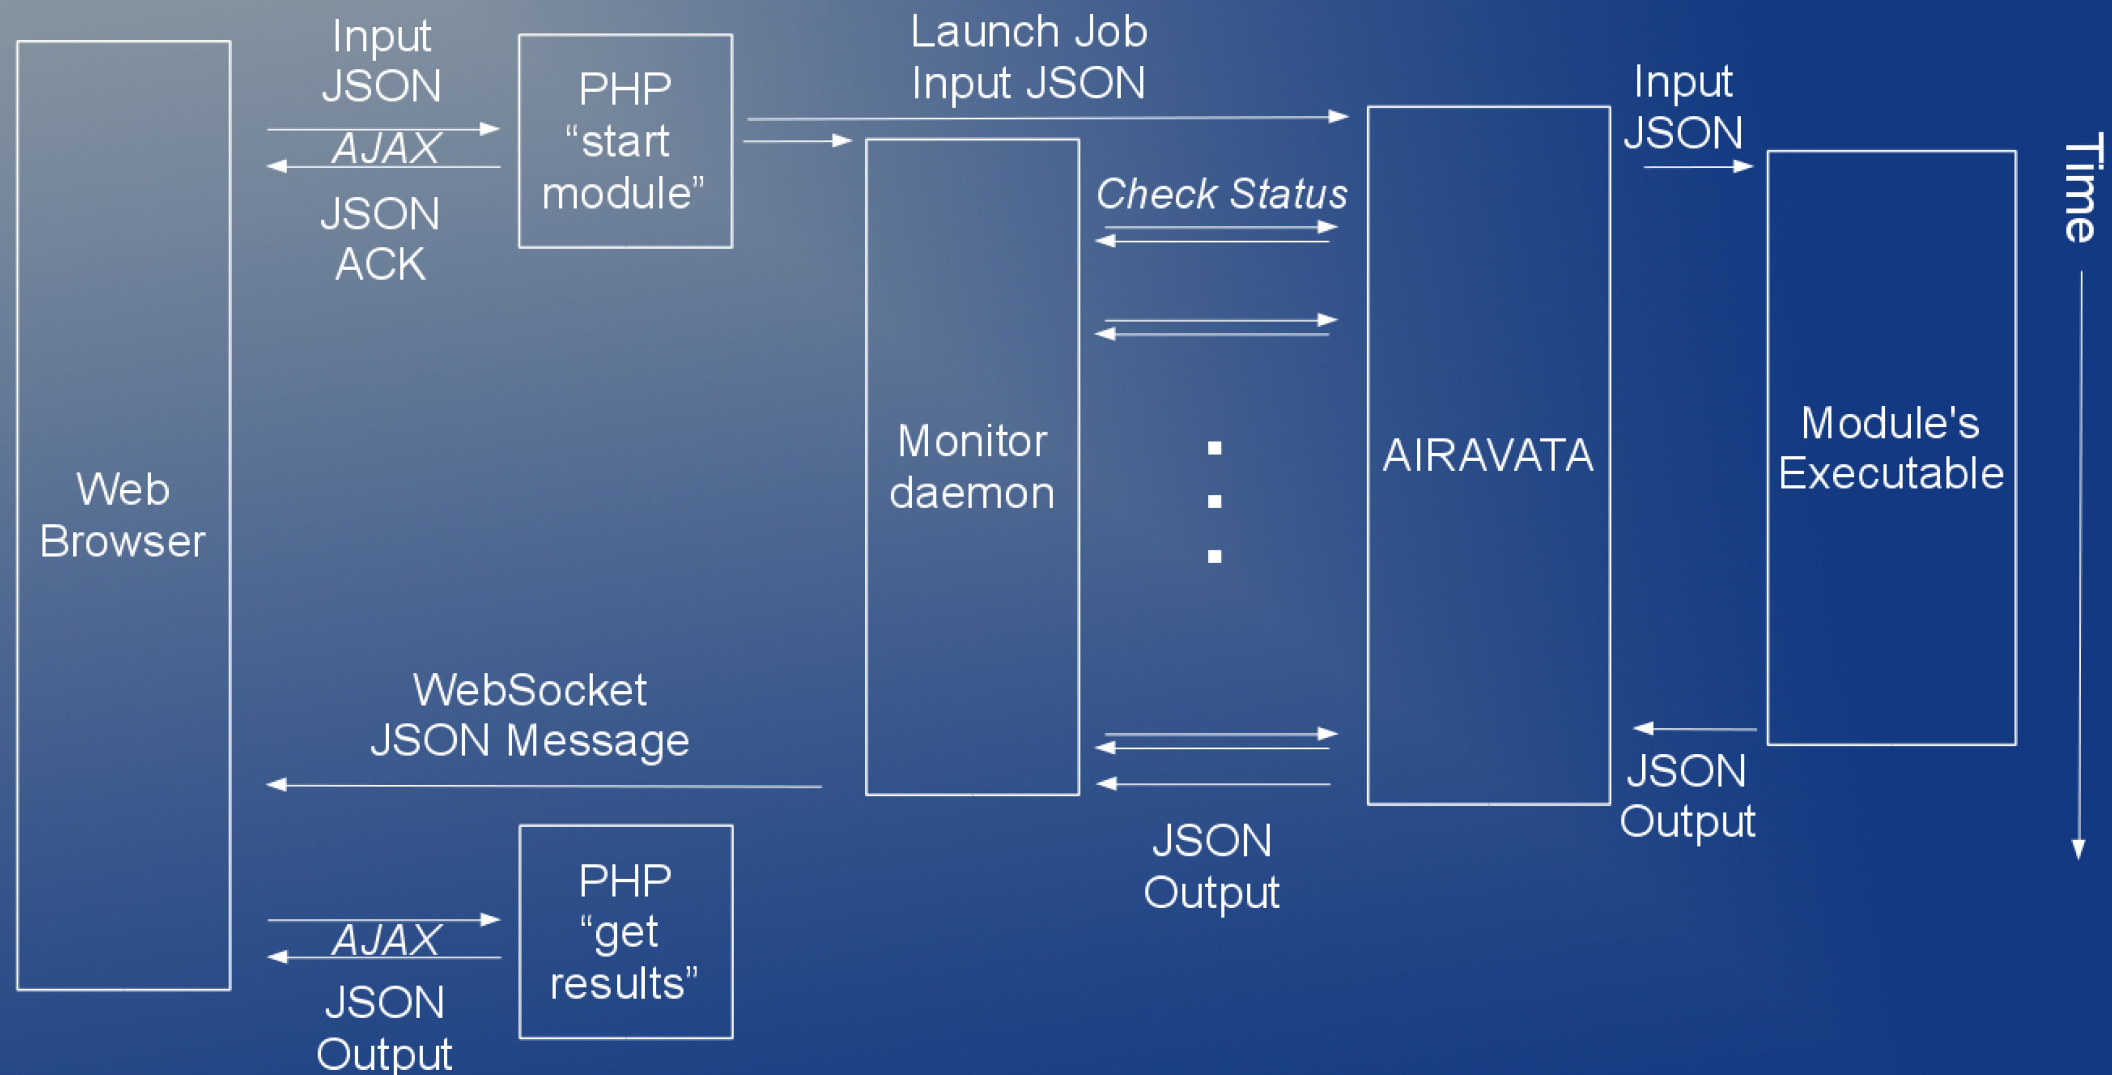 Input
JSON
AJAX
JSON
ACK
PHP
“start
module”
Launch Job
Input JSON
Check Status
Input
JSON
Time
Web
Browser
Monitor
daemon
AIRAVATA
Module's
Executable
WebSocket
JSON Message
JSON
Output
JSON
Output
PHP
“get
results”
AJAX
JSON
Output